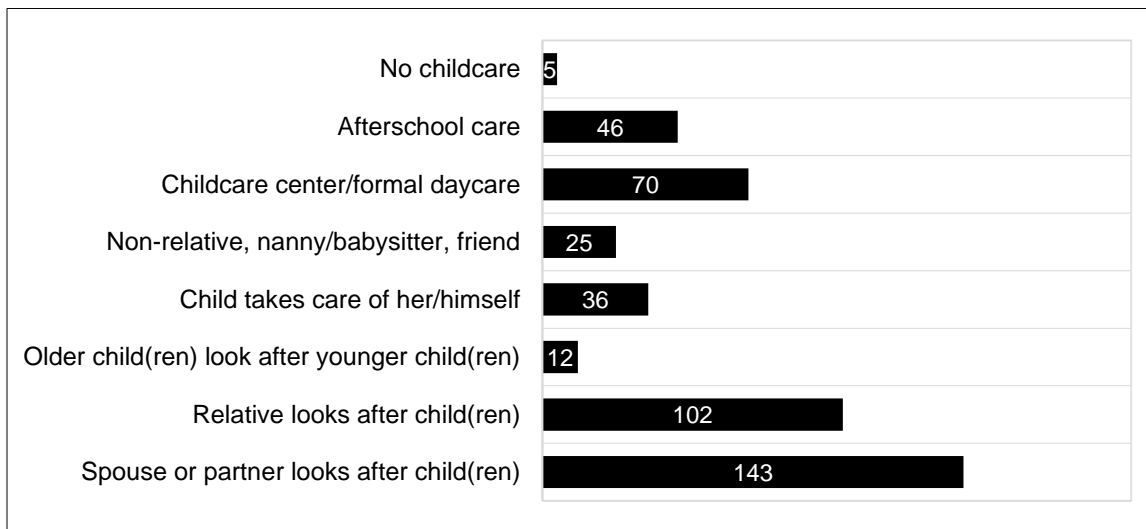 No childcare 5
Afterschool care 46
Childcare center/formal daycare 70
Non-relative, nanny/babysitter, friend 25
Child takes care of her/himself 36
Older child(ren) look after younger child(ren) 12
Relative looks after child(ren) 102
Spouse or partner looks after child(ren) 143